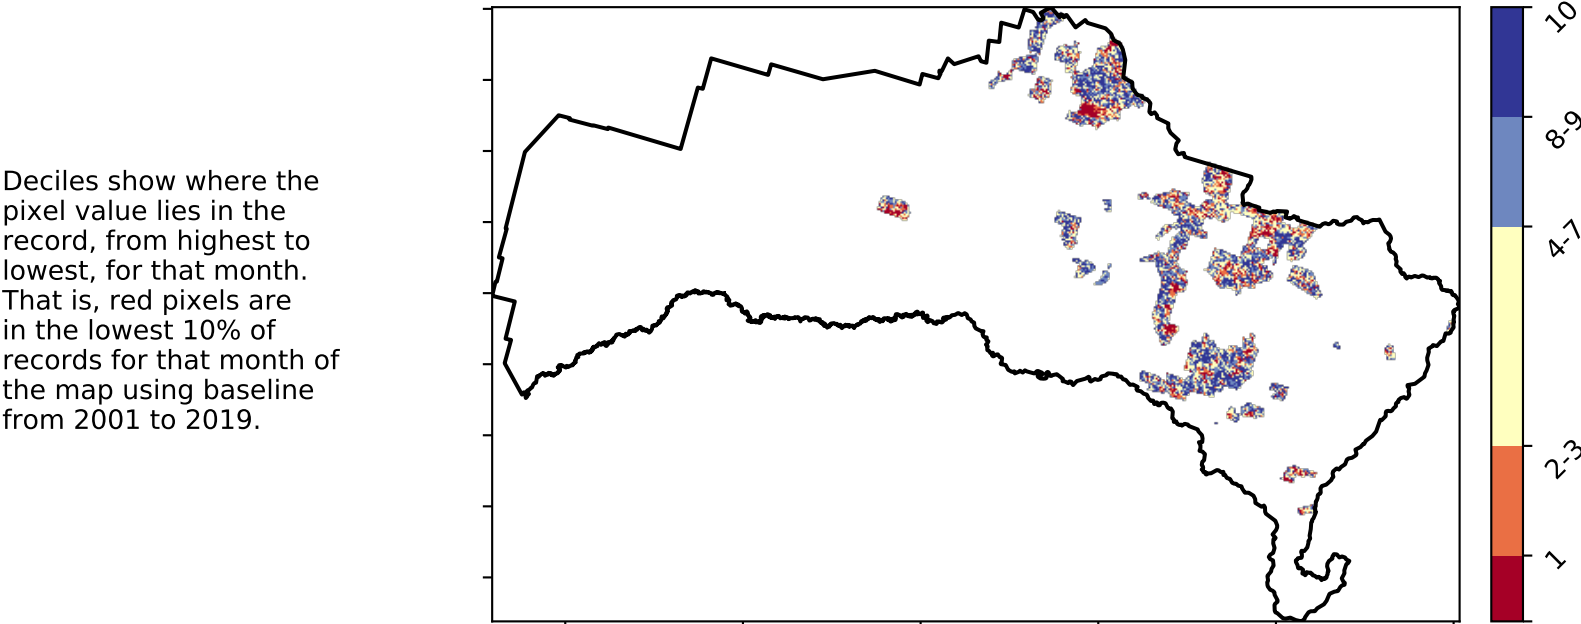 Deciles show where the
pixel value lies in the
record, from highest to
lowest, for that month.
That is, red pixels are
in the lowest 10% of
records for that month of
the map using baseline
from 2001 to 2019.
10
8-9
4-7
2-3
1